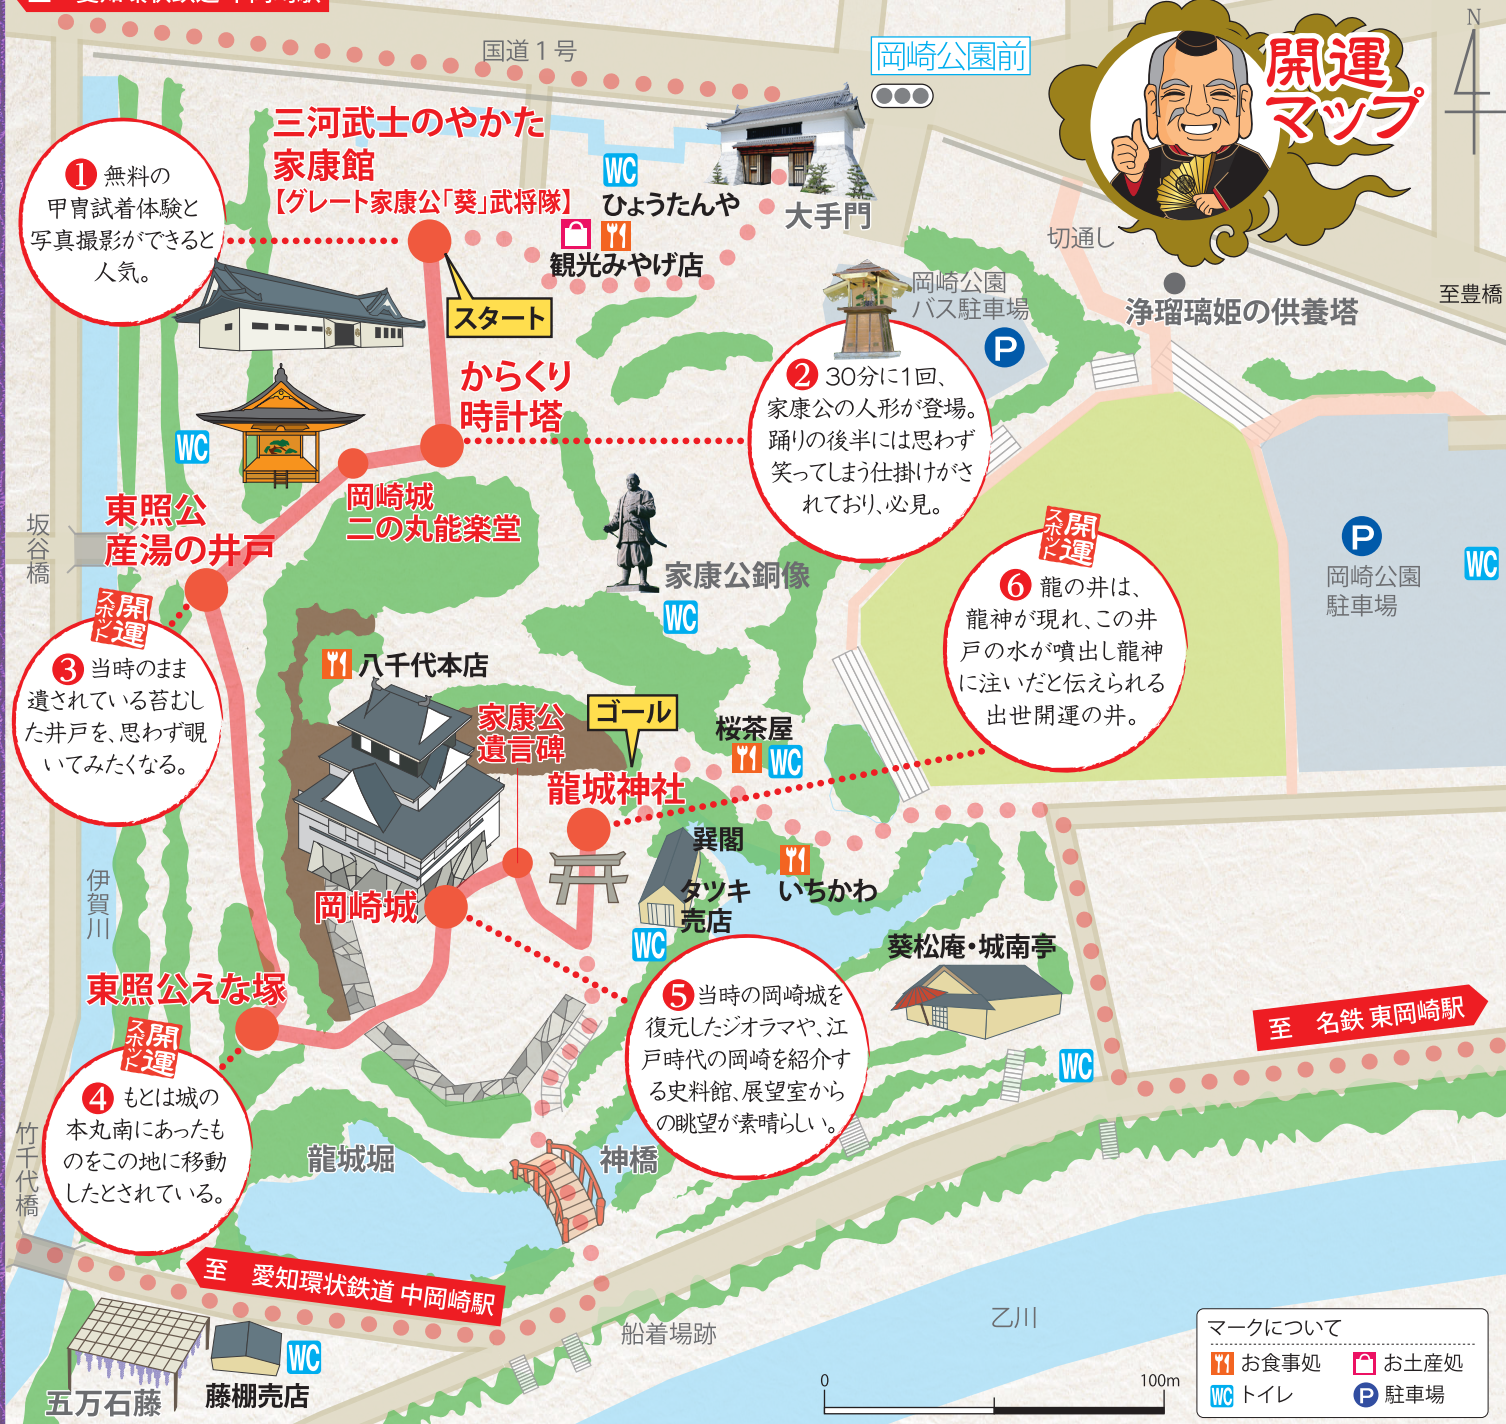 至 愛知環状鉄道 中岡崎駅
国道1号
岡崎公園前
開運
マップ
N
三河武士のやかた
家康館
【グレート家康公「葵」武将隊】
スタート
WC
ひょうたんや
観光みやげ店
大手門
切通し
浄瑠璃姫の供養塔
至豊橋
岡崎公園
バス駐車場
P
❶無料の
甲冑試着体験と
写真撮影ができると
人気。
からくり
時計塔
❷30分に1回、
家康公の人形が登場。
踊りの後半には思わず
笑ってしまう仕掛けがさ
れており、必見。
WC
岡崎城
二の丸能楽堂
東照公
産湯の井戸
坂谷橋
家康公銅像
WC
P
岡崎公園
駐車場
WC
開運
スポット
❸当時のまま
遺されている苔むし
た井戸を、思わず覗
いてみたくなる。
開運
スポット
❻龍の井は、
龍神が現れ、この井
戸の水が噴出し龍神
に注いだと伝えられる
出世開運の井。
八千代本店
家康公
遺言碑
ゴール
龍城神社
桜茶屋
WC
巽閣
タツキ
売店
WC
いちかわ
岡崎城
伊賀川
葵松庵・城南亭
東照公えな塚
開運
スポット
❹もとは城の
本丸南にあったも
のをこの地に移動
したとされている。
❺当時の岡崎城を
復元したジオラマや、江
戸時代の岡崎を紹介す
る史料館、展望室から
の眺望が素晴らしい。
至 名鉄 東岡崎駅
WC
竹千代橋
龍城堀
神橋
至 愛知環状鉄道 中岡崎駅
五万石藤
藤棚売店
WC
船着場跡
乙川
0
100m
マークについて
お食事処
お土産処
WC トイレ
P 駐車場